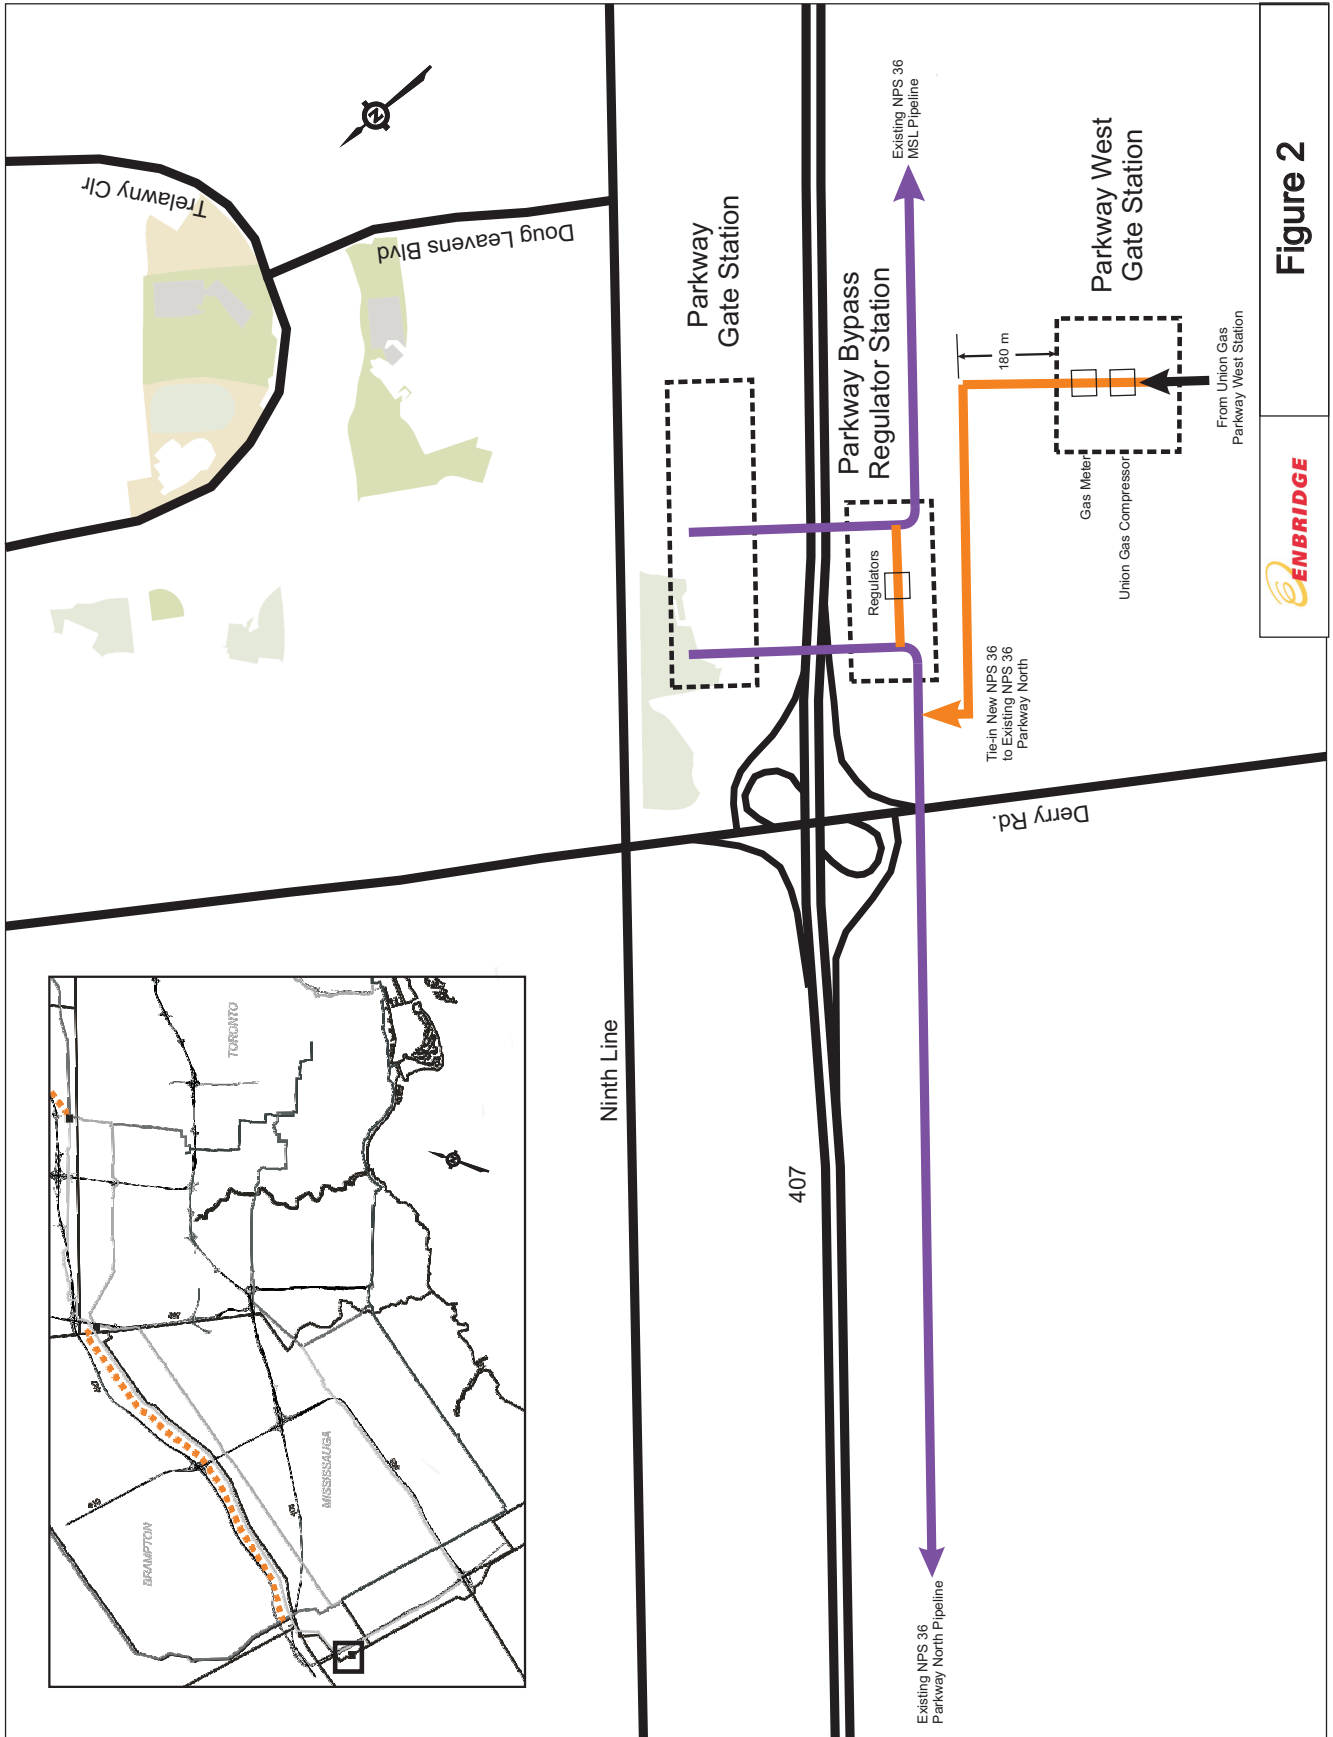 TORONTO
BRAMPTON
MISSISSAUGA
407
403
N
Trelawny Clr
Doug Leavens Blvd
N
Ninth Line
407
Derry Rd.
Parkway
Gate Station
Parkway Bypass
Regulator Station
Regulators
Existing NPS 36
MSL Pipeline
Existing NPS 36
Parkway North Pipeline
Tie-in New NPS 36
to Existing NPS 36
Parkway North
180 m
Parkway West
Gate Station
Gas Meter
Union Gas Compressor
From Union Gas
Parkway West Station
ENBRIDGE
Figure 2